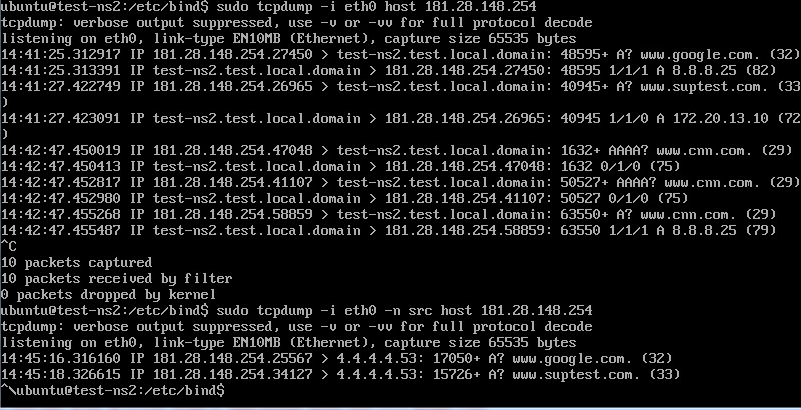 ubuntu@test-ns2:/etc/bind$ sudo tcpdump -i eth0 host 181.28.148.254
tcpdump: verbose output suppressed, use -v or -vv for full protocol decode
listening on eth0, link-type EN10MB (Ethernet), capture size 65535 bytes
14:41:25.312917 IP 181.28.148.254.27450 > test-ns2.test.local.domain: 48595+ A? www.google.com. (32)
14:41:25.313391 IP test-ns2.test.local.domain > 181.28.148.254.27450: 48595 1/1/1 A 8.8.8.25 (82)
14:41:27.422749 IP 181.28.148.254.26965 > test-ns2.test.local.domain: 40945+ A? www.suptest.com. (33
)
14:41:27.423091 IP test-ns2.test.local.domain > 181.28.148.254.26965: 40945 1/1/0 A 172.20.13.10 (72
)
14:42:47.450019 IP 181.28.148.254.47048 > test-ns2.test.local.domain: 1632+ AAAA? www.cnn.com. (29)
14:42:47.450413 IP test-ns2.test.local.domain > 181.28.148.254.47048: 1632 0/1/0 (75)
14:42:47.452817 IP 181.28.148.254.41107 > test-ns2.test.local.domain: 50527+ AAAA? www.cnn.com. (29)
14:42:47.452980 IP test-ns2.test.local.domain > 181.28.148.254.41107: 50527 0/1/0 (75)
14:42:47.455268 IP 181.28.148.254.58859 > test-ns2.test.local.domain: 63550+ A? www.cnn.com. (29)
14:42:47.455487 IP test-ns2.test.local.domain > 181.28.148.254.58859: 63550 1/1/1 A 8.8.8.25 (79)
^C
10 packets captured
10 packets received by filter
0 packets dropped by kernel
ubuntu@test-ns2:/etc/bind$ sudo tcpdump -i eth0 -n src host 181.28.148.254
tcpdump: verbose output suppressed, use -v or -vv for full protocol decode
listening on eth0, link-type EN10MB (Ethernet), capture size 65535 bytes
14:45:16.316160 IP 181.28.148.254.25567 > 4.4.4.4.53: 17050+ A? www.google.com. (32)
14:45:18.326615 IP 181.28.148.254.34127 > 4.4.4.4.53: 15726+ A? www.suptest.com. (33)
^\ubuntu@test-ns2:/etc/bind$